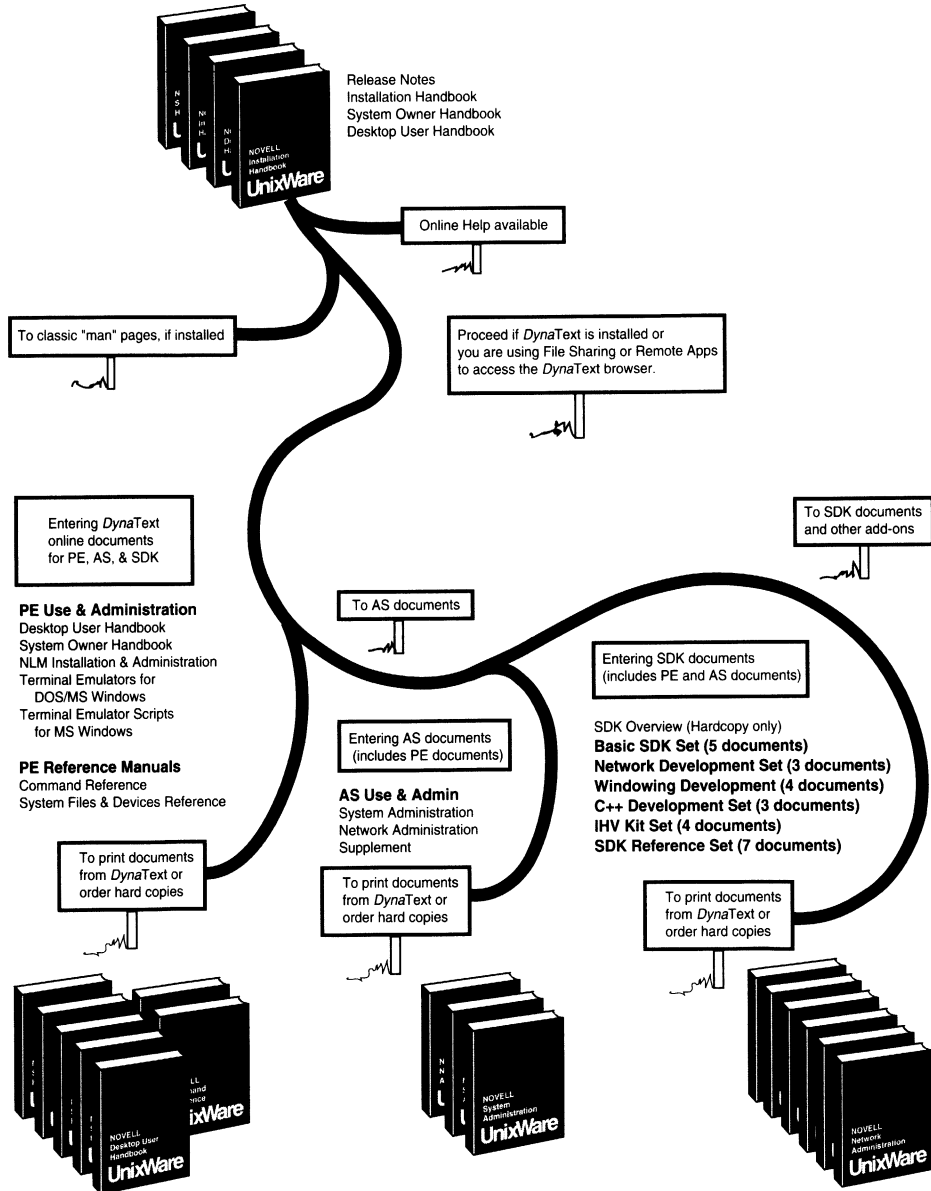 Release Notes
Installation Handbook
System Owner Handbook
Desktop User Handbook
NOVELL
Installation
Handbook
UnixWare
Online Help available
To classic "man" pages, if installed
Proceed if DynaText is installed or
you are using File Sharing or Remote Apps
to access the DynaText browser.
Entering DynaText
online documents
for PE, AS, & SDK
To SDK documents
and other add-ons
PE Use & Administration
Desktop User Handbook
System Owner Handbook
NLM Installation & Administration
Terminal Emulators for
DOS/MS Windows
Terminal Emulator Scripts
for MS Windows
PE Reference Manuals
Command Reference
System Files & Devices Reference
To AS documents
Entering AS documents
(includes PE documents)
AS Use & Admin
System Administration
Network Administration
Supplement
Entering SDK documents
(includes PE and AS documents)
SDK Overview (Hardcopy only)
Basic SDK Set (5 documents)
Network Development Set (3 documents)
Windowing Development (4 documents)
C++ Development Set (3 documents)
IHV Kit Set (4 documents)
SDK Reference Set (7 documents)
To print documents
from DynaText or
order hard copies
To print documents
from DynaText or
order hard copies
To print documents
from DynaText or
order hard copies
NOVELL
Desktop User
Handbook
UnixWare
LL
and
ence
ixWare
NOVELL
System
Administration
UnixWare
NOVELL
Network
Administration
UnixWare